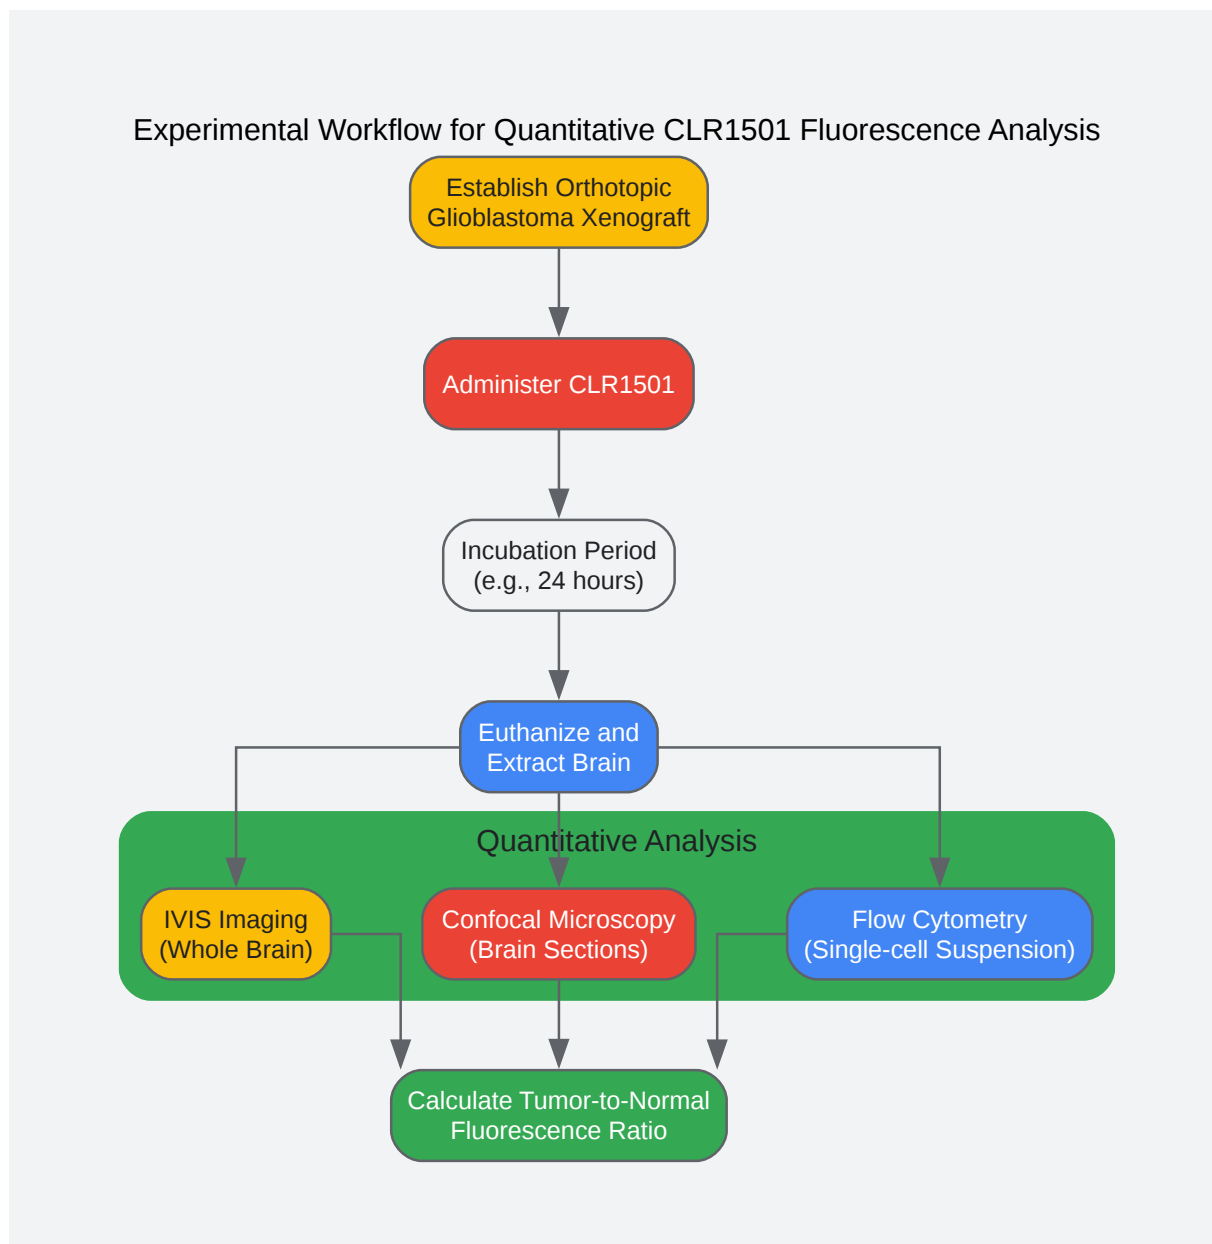 Experimental Workflow for Quantitative CLR1501 Fluorescence Analysis
Establish Orthotopic
Glioblastoma Xenograft
Administer CLR1501
Incubation Period
(e.g., 24 hours)
Euthanize and
Extract Brain
Quantitative Analysis
IVIS Imaging
(Whole Brain)
Confocal Microscopy
(Brain Sections)
Flow Cytometry
(Single-cell Suspension)
Calculate Tumor-to-Normal
Fluorescence Ratio